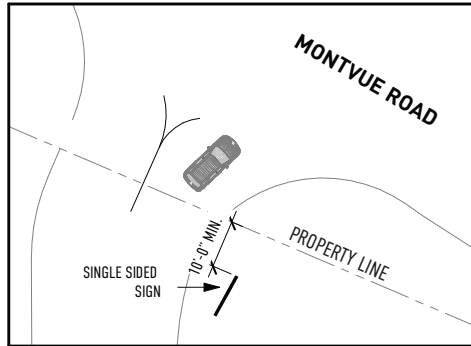 MONTVUE ROAD
10'-0" MIN.
PROPERTY LINE
SINGLE SIDED
SIGN